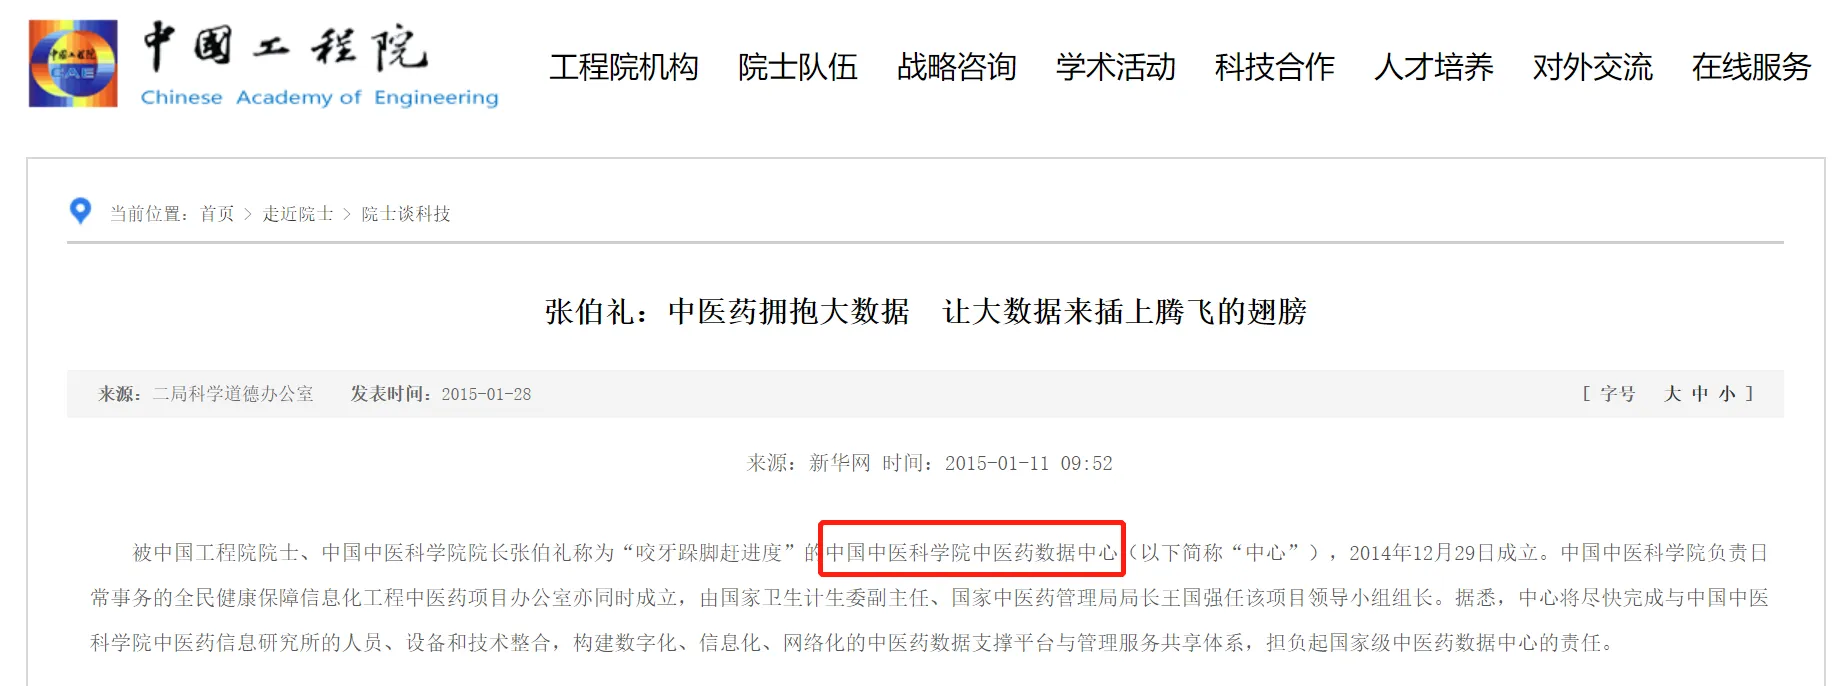 中国工程院
CAE
中国工程院
Chinese Academy of Engineering
工程院机构 院士队伍 战略咨询 学术活动 科技合作 人才培养 对外交流 在线服务
当前位置：首页 > 走近院士 > 院士谈科技
张伯礼：中医药拥抱大数据 让大数据来插上腾飞的翅膀
来源：二局科学道德办公室 发表时间：2015-01-28 [ 字号 大 中 小 ]
来源：新华网 时间：2015-01-11 09:52
被中国工程院院士、中国中医科学院院长张伯礼称为“咬牙跺脚赶进度”的中国中医科学院中医药数据中心（以下简称“中心”），2014年12月29日成立。中国中医科学院负责日
常事务的全民健康保障信息化工程中医药项目办公室亦同时成立，由国家卫生计生委副主任、国家中医药管理局局长王国强任该项目领导小组组长。据悉，中心将尽快完成与中国中医
科学院中医药信息研究所的人员、设备和技术整合，构建数字化、信息化、网络化的中医药数据支撑平台与管理服务共享体系，担负起国家级中医药数据中心的责任。